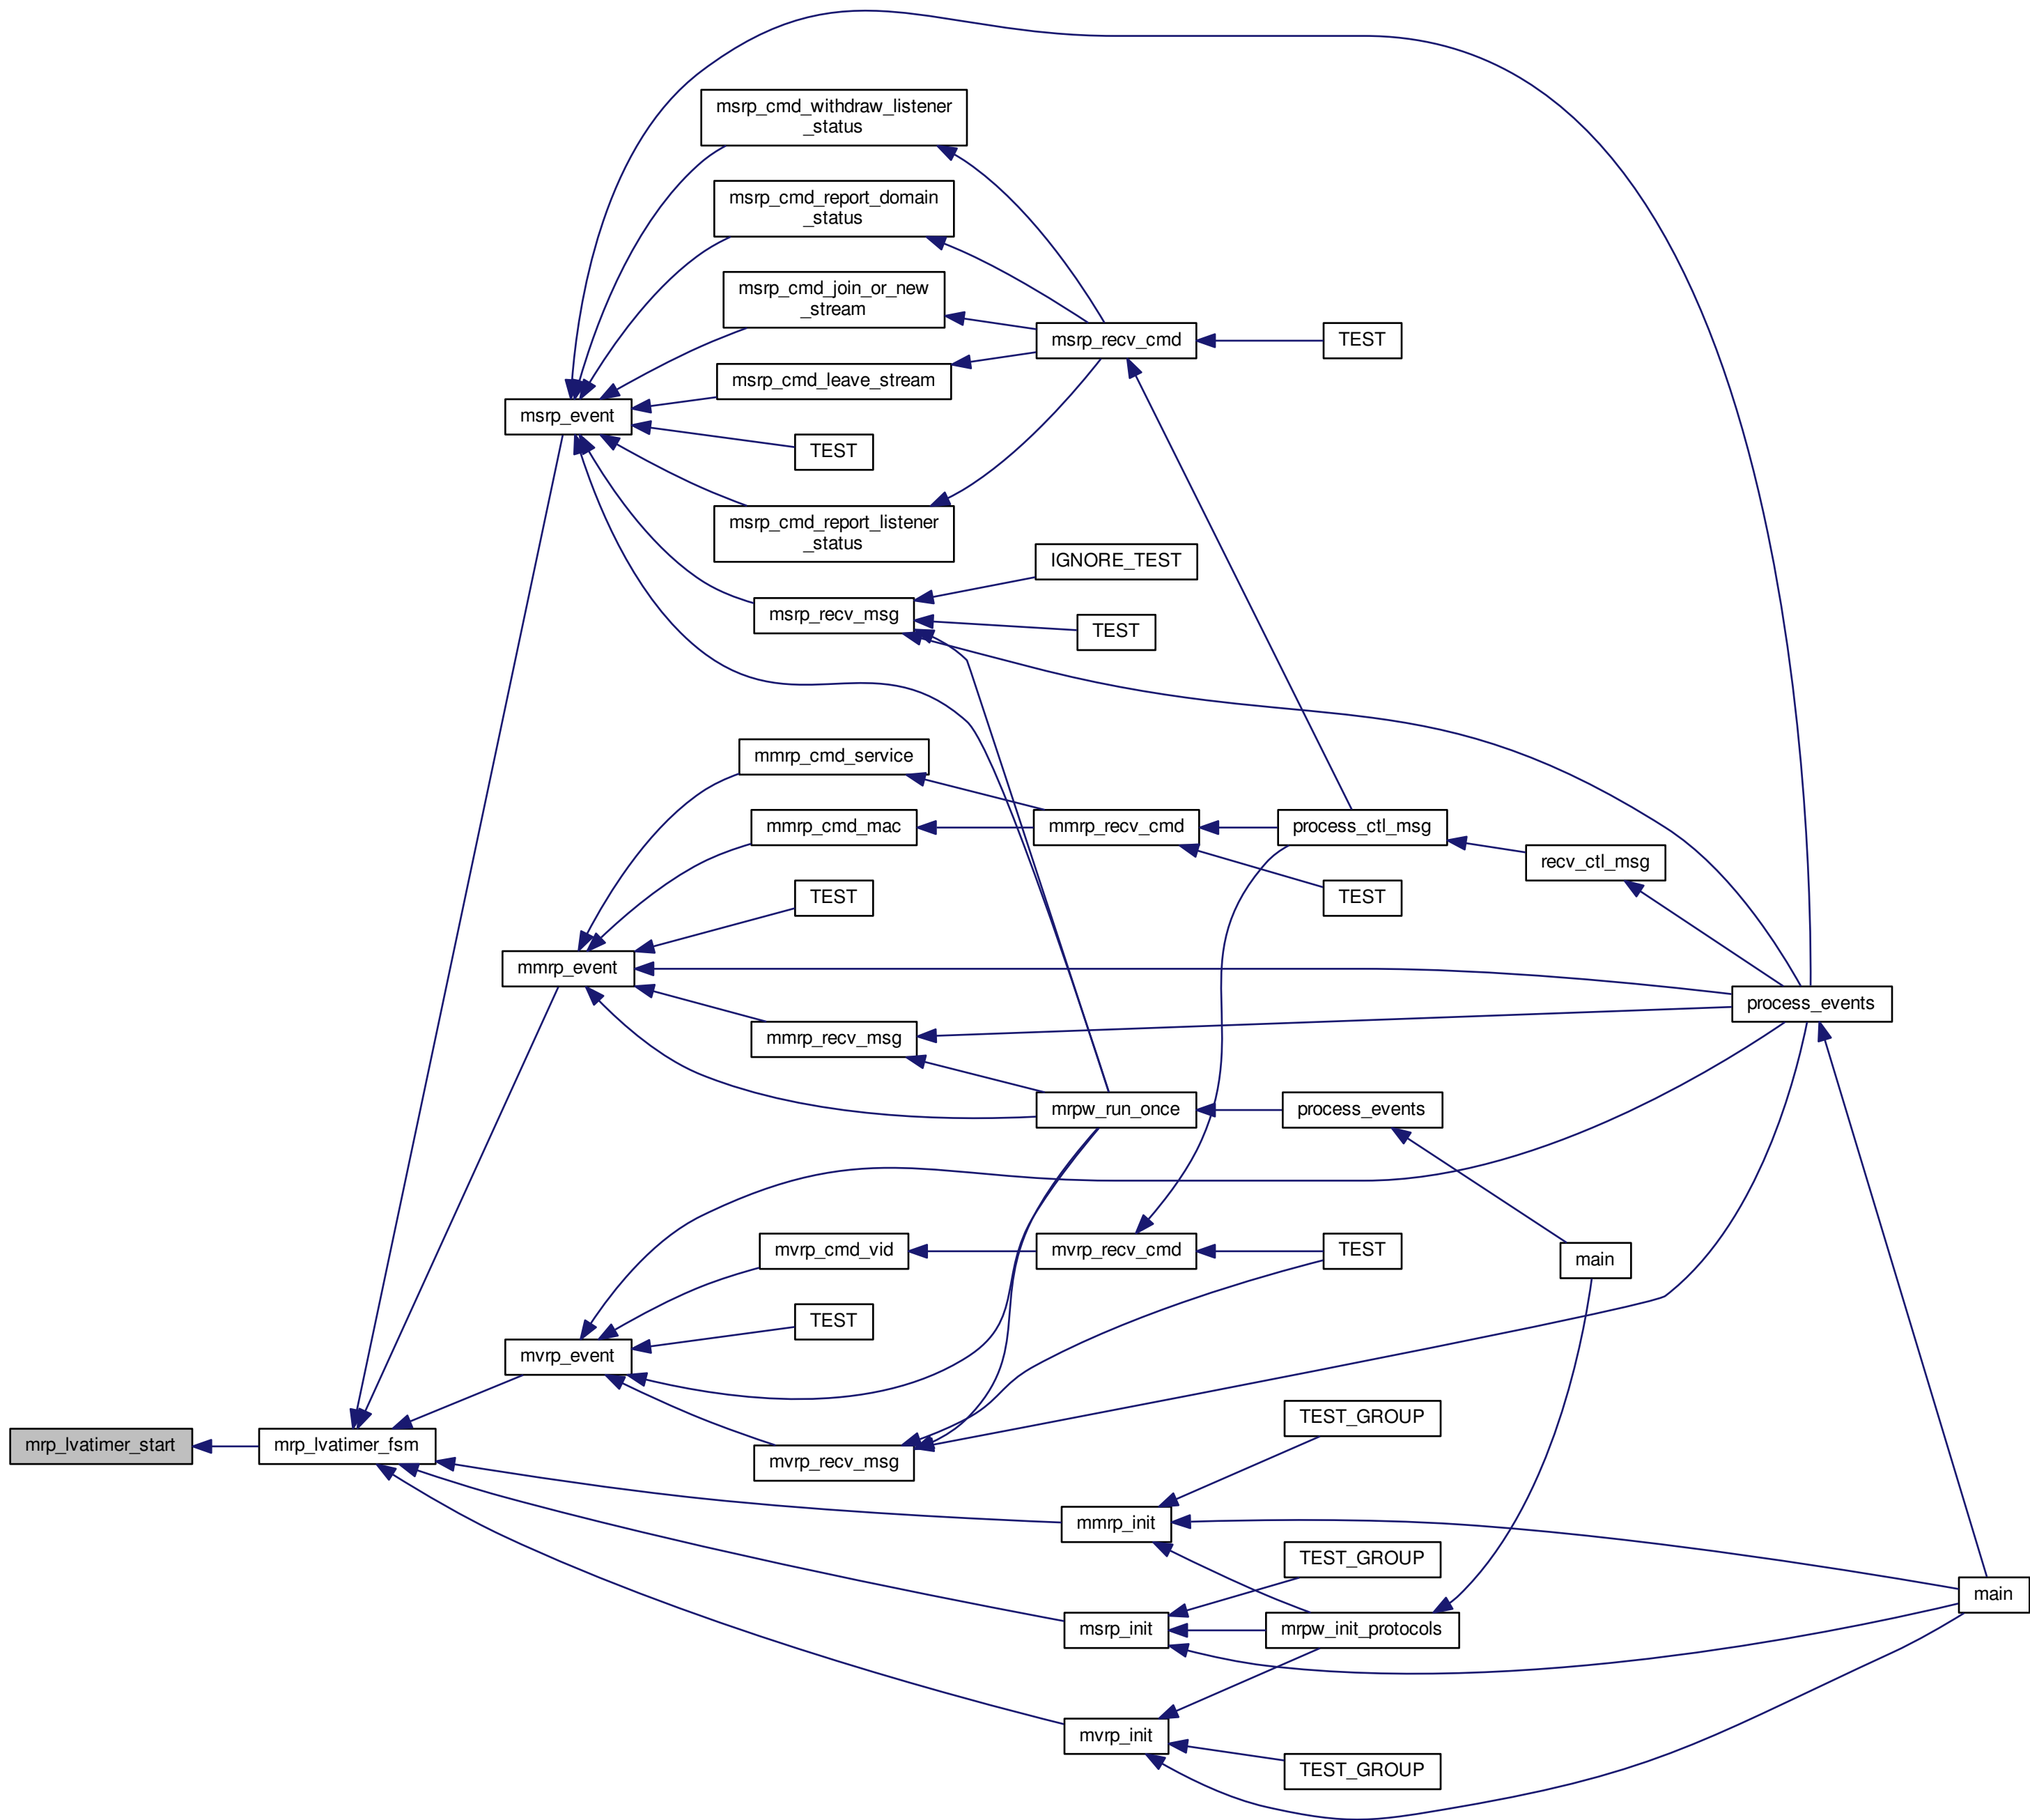 msrp_cmd_withdraw_listener
_status
msrp_cmd_report_domain
_status
msrp_cmd_join_or_new
_stream
msrp_recv_cmd
TEST
msrp_cmd_leave_stream
msrp_event
TEST
msrp_cmd_report_listener
_status
IGNORE_TEST
msrp_recv_msg
TEST
mmrp_cmd_service
mmrp_cmd_mac
mmrp_recv_cmd
process_ctl_msg
recv_ctl_msg
TEST
TEST
mmrp_event
process_events
mmrp_recv_msg
mrpw_run_once
process_events
mvrp_cmd_vid
mvrp_recv_cmd
TEST
main
TEST
mvrp_event
TEST_GROUP
mrp_lvatimer_start
mrp_lvatimer_fsm
mvrp_recv_msg
mmrp_init
TEST_GROUP
main
msrp_init
mrpw_init_protocols
mvrp_init
TEST_GROUP